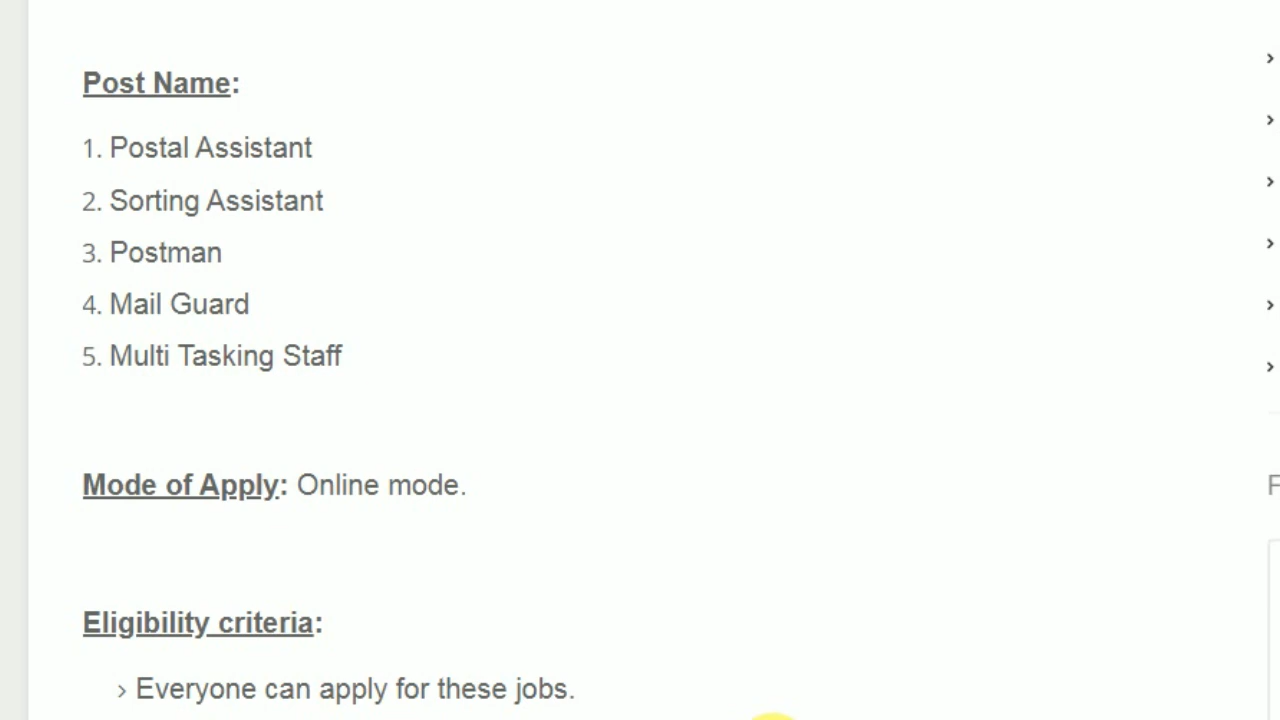 Post Name:
1. Postal Assistant
2. Sorting Assistant
3. Postman
4. Mail Guard
5. Multi Tasking Staff
Mode of Apply: Online mode.
F
Eligibility criteria:
› Everyone can apply for these jobs.